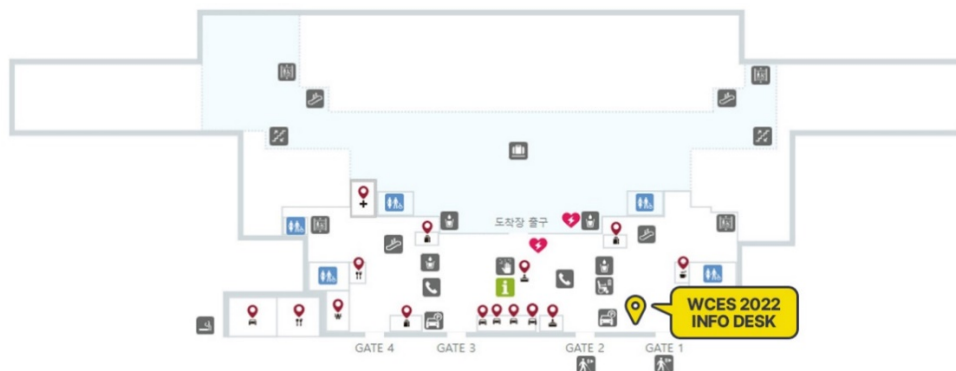 도착장 출구
i
WCES 2022
INFO DESK
GATE 4
GATE 3
GATE 2
GATE 1